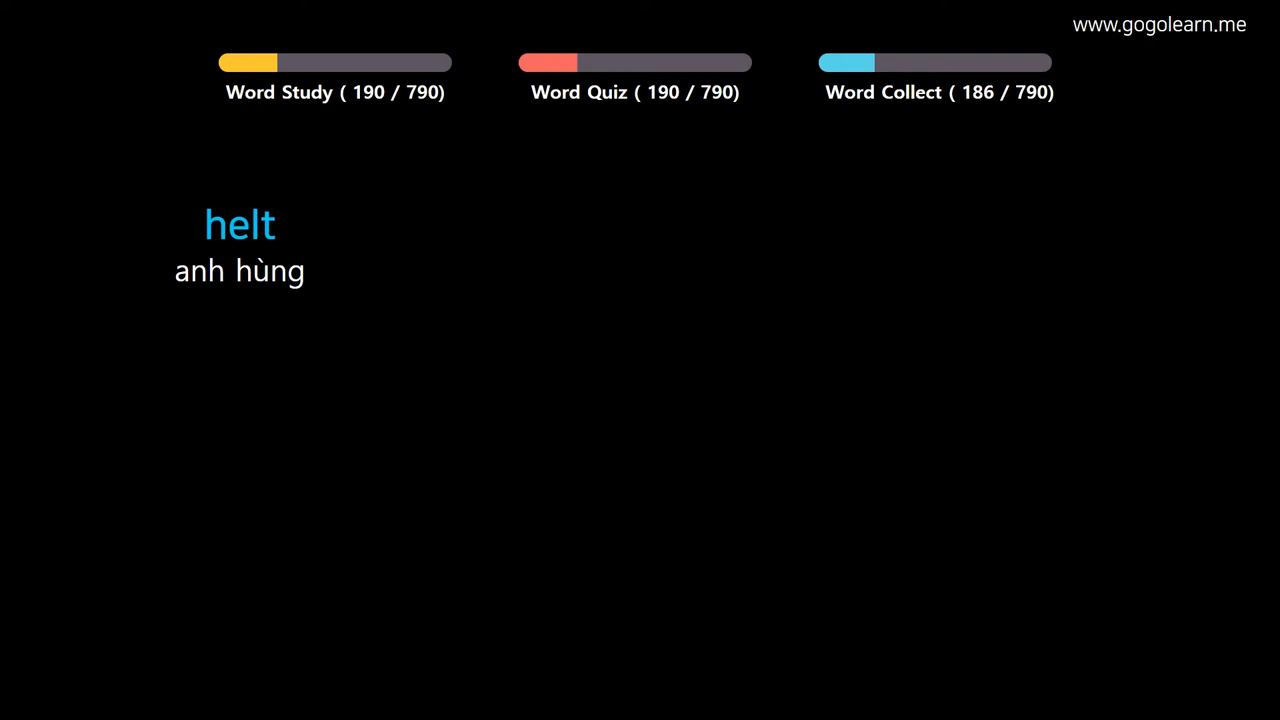 www.gogolearn.me
Word Study ( 190 / 790)
Word Quiz ( 190 / 790)
Word Collect ( 186 / 790)
helt
anh hùng